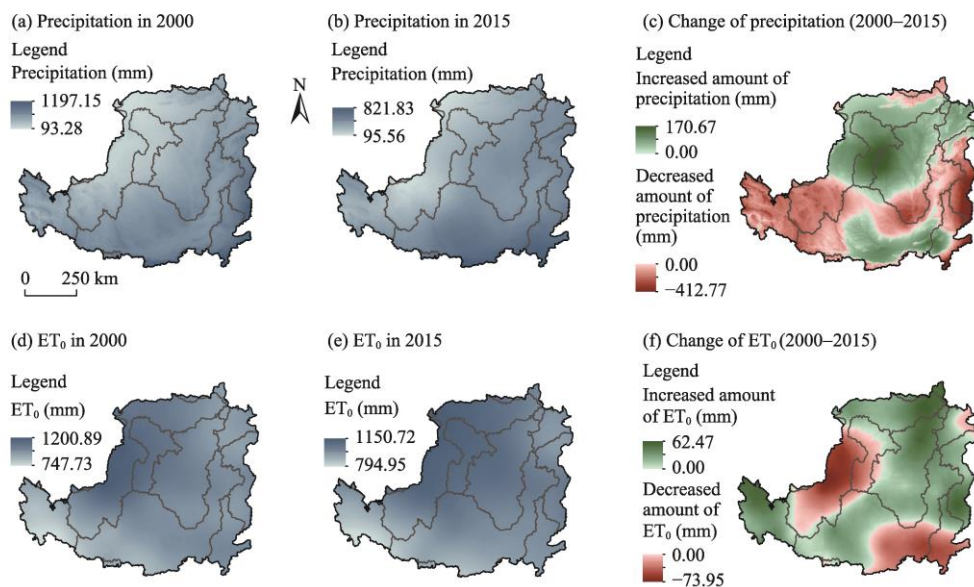 (a) Precipitation in 2000
Legend
Precipitation (mm)
1197.15
93.28
0 250 km
(b) Precipitation in 2015
Legend
Precipitation (mm)
821.83
95.56
N
(c) Change of precipitation (2000–2015)
Legend
Increased amount of
precipitation (mm)
170.67
0.00
Decreased
amount of
precipitation
(mm)
0.00
−412.77
(d) ET₀ in 2000
Legend
ET₀ (mm)
1200.89
747.73
(e) ET₀ in 2015
Legend
ET₀ (mm)
1150.72
794.95
(f) Change of ET₀ (2000–2015)
Legend
Increased amount
of ET₀ (mm)
62.47
0.00
Decreased
amount of
ET₀ (mm)
0.00
−73.95